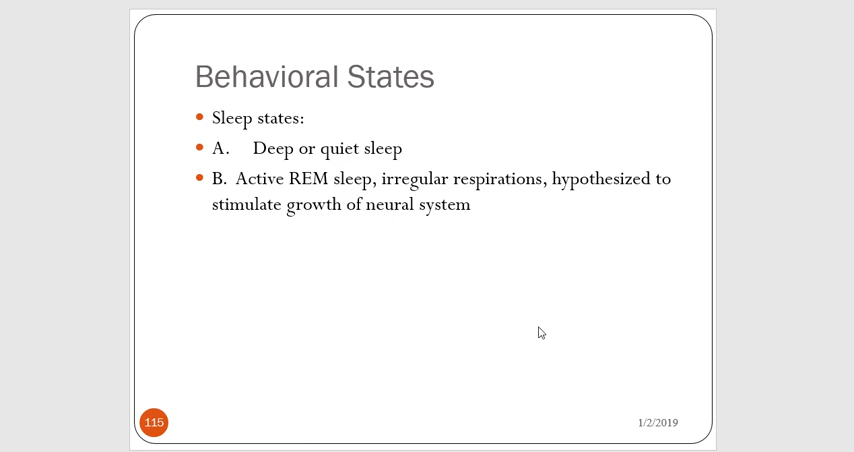 Behavioral States
• Sleep states:
• A. Deep or quiet sleep
• B. Active REM sleep, irregular respirations, hypothesized to
stimulate growth of neural system
115
1/2/2019